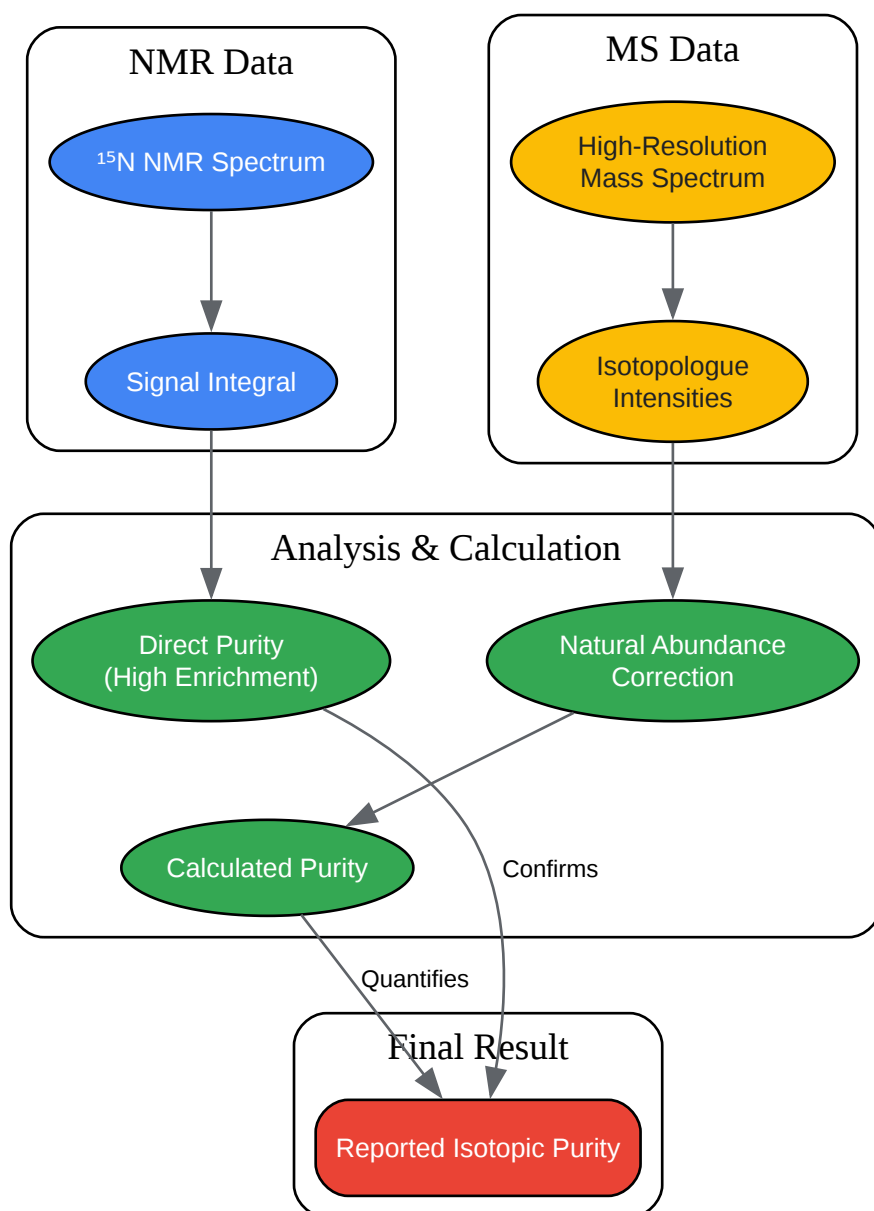 NMR Data
¹⁵N NMR Spectrum
Signal Integral
MS Data
High-Resolution
Mass Spectrum
Isotopologue
Intensities
Analysis & Calculation
Direct Purity
(High Enrichment)
Natural Abundance
Correction
Calculated Purity
Confirms
Quantifies
Final Result
Reported Isotopic Purity